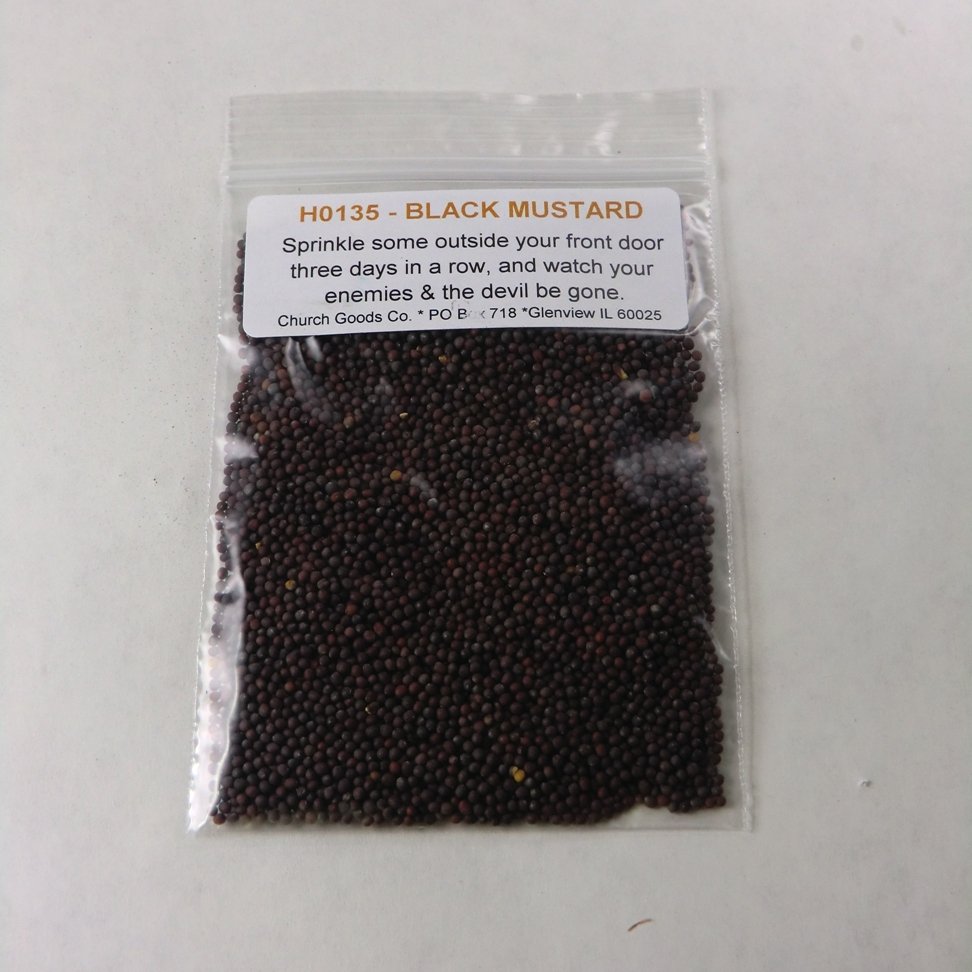 H0135 - BLACK MUSTARD
Sprinkle some outside your front door
three days in a row, and watch your
enemies & the devil be gone.
Church Goods Co. * PO Box 718 *Glenview IL 60025